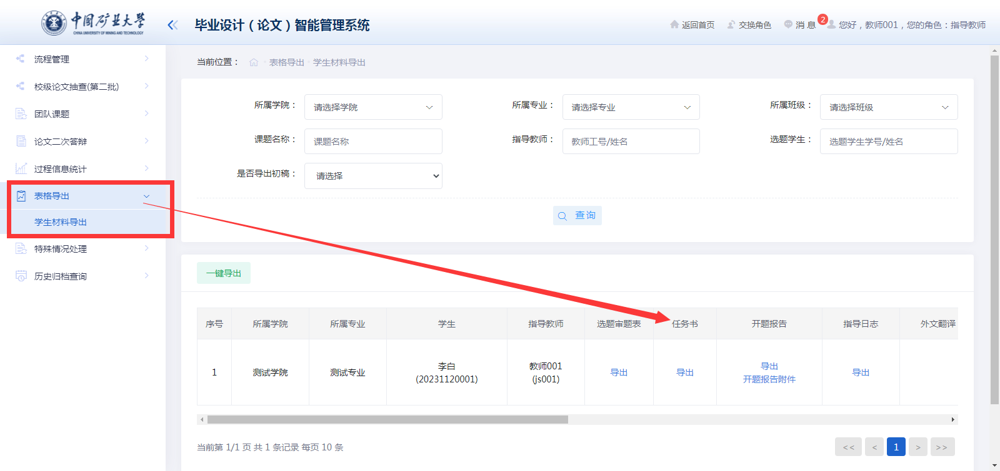 中国矿业大学
CHINA UNIVERSITY OF MINING AND TECHNOLOGY
毕业设计（论文）智能管理系统
返回首页
交换角色
消 息
2
您好，教师001，您的角色：指导教师
流程管理
校级论文抽查(第二批)
团队课题
论文二次答辩
过程信息统计
表格导出
学生材料导出
特殊情况处理
历史归档查询
当前位置： 表格导出 学生材料导出
所属学院： 请选择学院
所属专业： 请选择专业
所属班级： 请选择班级
课题名称： 课题名称
指导教师： 教师工号/姓名
选题学生： 选题学生学号/姓名
是否导出初稿： 请选择
查询
一键导出
序号 所属学院 所属专业 学生 指导教师 选题审题表 任务书 开题报告 指导日志 外文翻译
1 测试学院 测试专业 李白 (20231120001) 教师001 (js001) 导出 导出 导出 开题报告附件 导出
当前第 1/1 页 共 1 条记录 每页 10 条
<< < 1 > >>